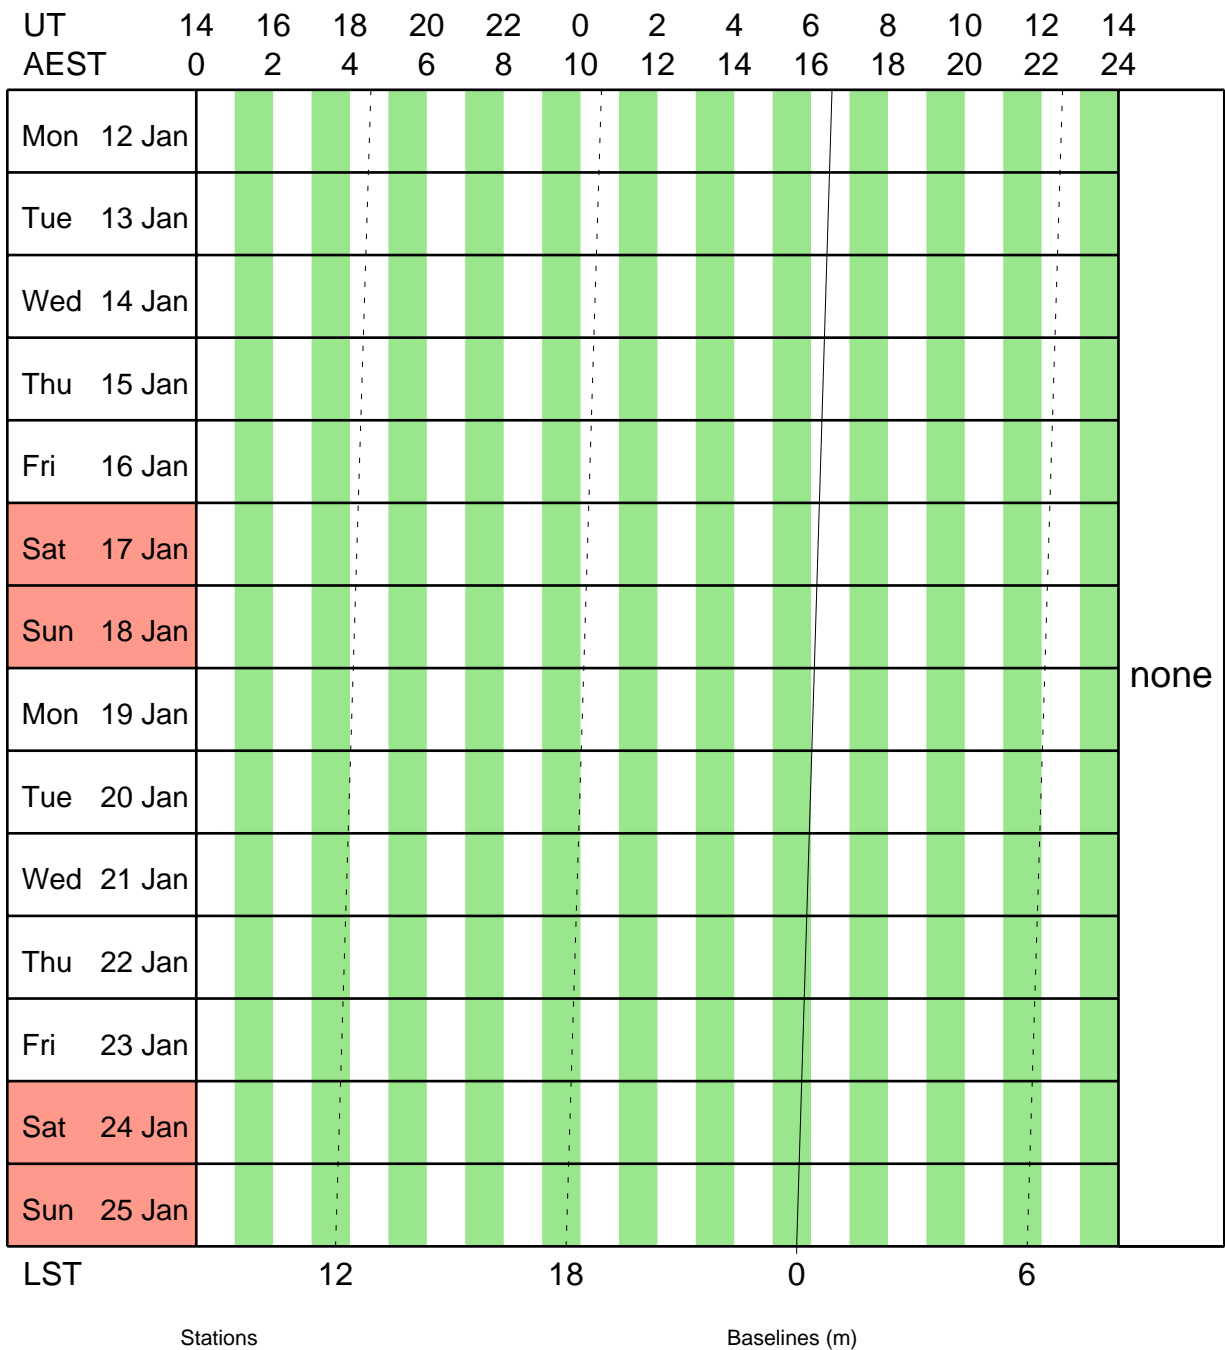 UT 14 16 18 20 22 0 2 4 6 8 10 12 14
AEST 0 2 4 6 8 10 12 14 16 18 20 22 24
Mon 12 Jan
Tue 13 Jan
Wed 14 Jan
Thu 15 Jan
Fri 16 Jan
Sat 17 Jan
Sun 18 Jan
none
Mon 19 Jan
Tue 20 Jan
Wed 21 Jan
Thu 22 Jan
Fri 23 Jan
Sat 24 Jan
Sun 25 Jan
LST 12 18 0 6
Stations Baselines (m)